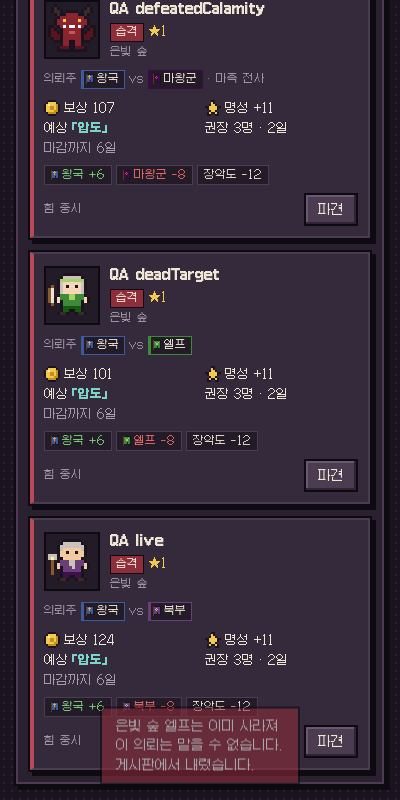 QA defeatedCalamity
습격 ★1
은빛 숲
의뢰주 왕국 vs 마왕군 · 마족 전사
보상 107 명성 +11
예상 「압도」 권장 3명 · 2일
마감까지 6일
왕국 +6 마왕군 -8 장악도 -12
힘 중시 파견
QA deadTarget
습격 ★1
은빛 숲
의뢰주 왕국 vs 엘프
보상 101 명성 +11
예상 「압도」 권장 3명 · 2일
마감까지 6일
왕국 +6 엘프 -8 장악도 -12
힘 중시 파견
QA live
습격 ★1
은빛 숲
의뢰주 왕국 vs 북부
보상 124 명성 +11
예상 「압도」 권장 3명 · 2일
마감까지 6일
왕국 +6 북부 -8 장악도 -12
힘 중시 파견
은빛 숲 엘프는 이미 사라져
이 의뢰는 맡을 수 없습니다.
게시판에서 내렸습니다.